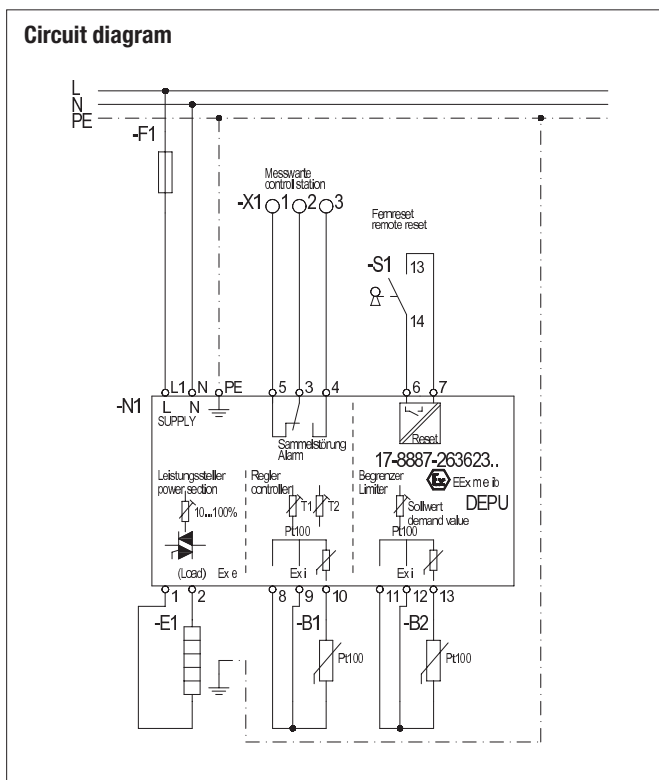 Circuit diagram
L
N
PE
-F1
Messwarte
controll station
-X1 1 2 3
Fernreset
remote reset
-S1
13
14
-N1
L1 N PE 5 3 4 6 7
L N
SUPPLY
Sammelstörung
Alarm
Reset
17-8887-263623..
Ex EEx m e ib
DEPU
Leistungssteller
power section
10...100%
(Load) Ex e
Regler
controller
T1 T2
Pt100
Ex i
Begrenzer
Limiter
Sollwert
demand value
Pt100
Ex i
1 2 8 9 10 11 12 13
-E1
-B1
Pt100
-B2
Pt100